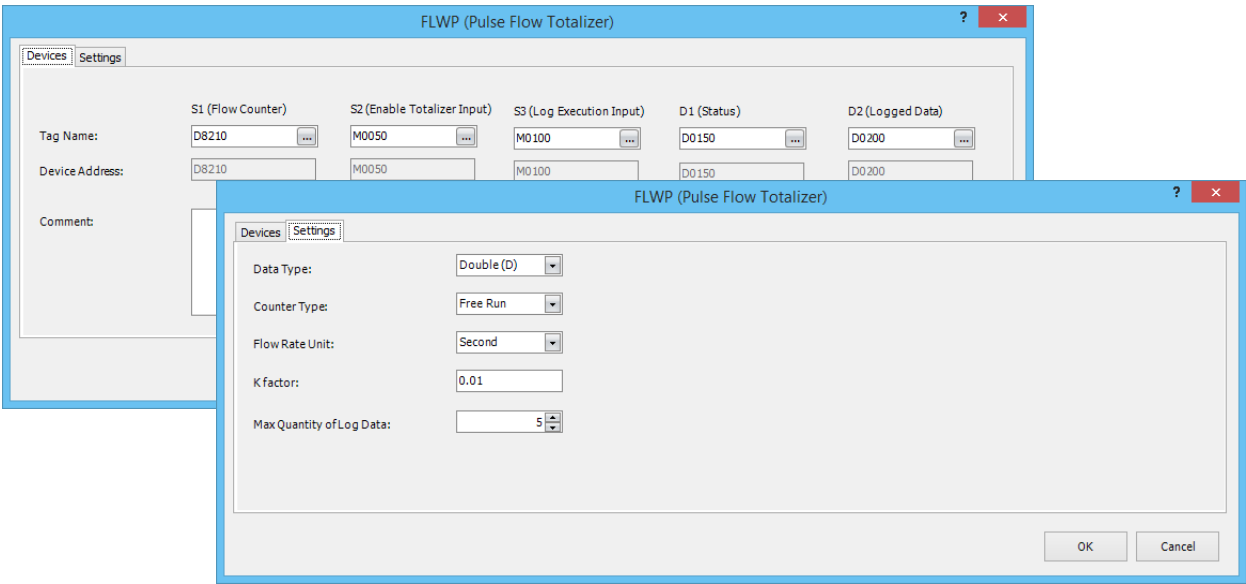 FLWP (Pulse Flow Totalizer)
?
Devices Settings
S1 (Flow Counter) S2 (Enable Totalizer Input) S3 (Log Execution Input) D1 (Status) D2 (Logged Data)
Tag Name: D8210 ... M0050 ... M0100 ... D0150 ... D0200 ...
Device Address: D8210 M0050 M0100 D0150 D0200
Comment:
FLWP (Pulse Flow Totalizer)
?
Devices Settings
Data Type: Double (D)
Counter Type: Free Run
Flow Rate Unit: Second
K factor: 0.01
Max Quantity of Log Data: 5
OK Cancel